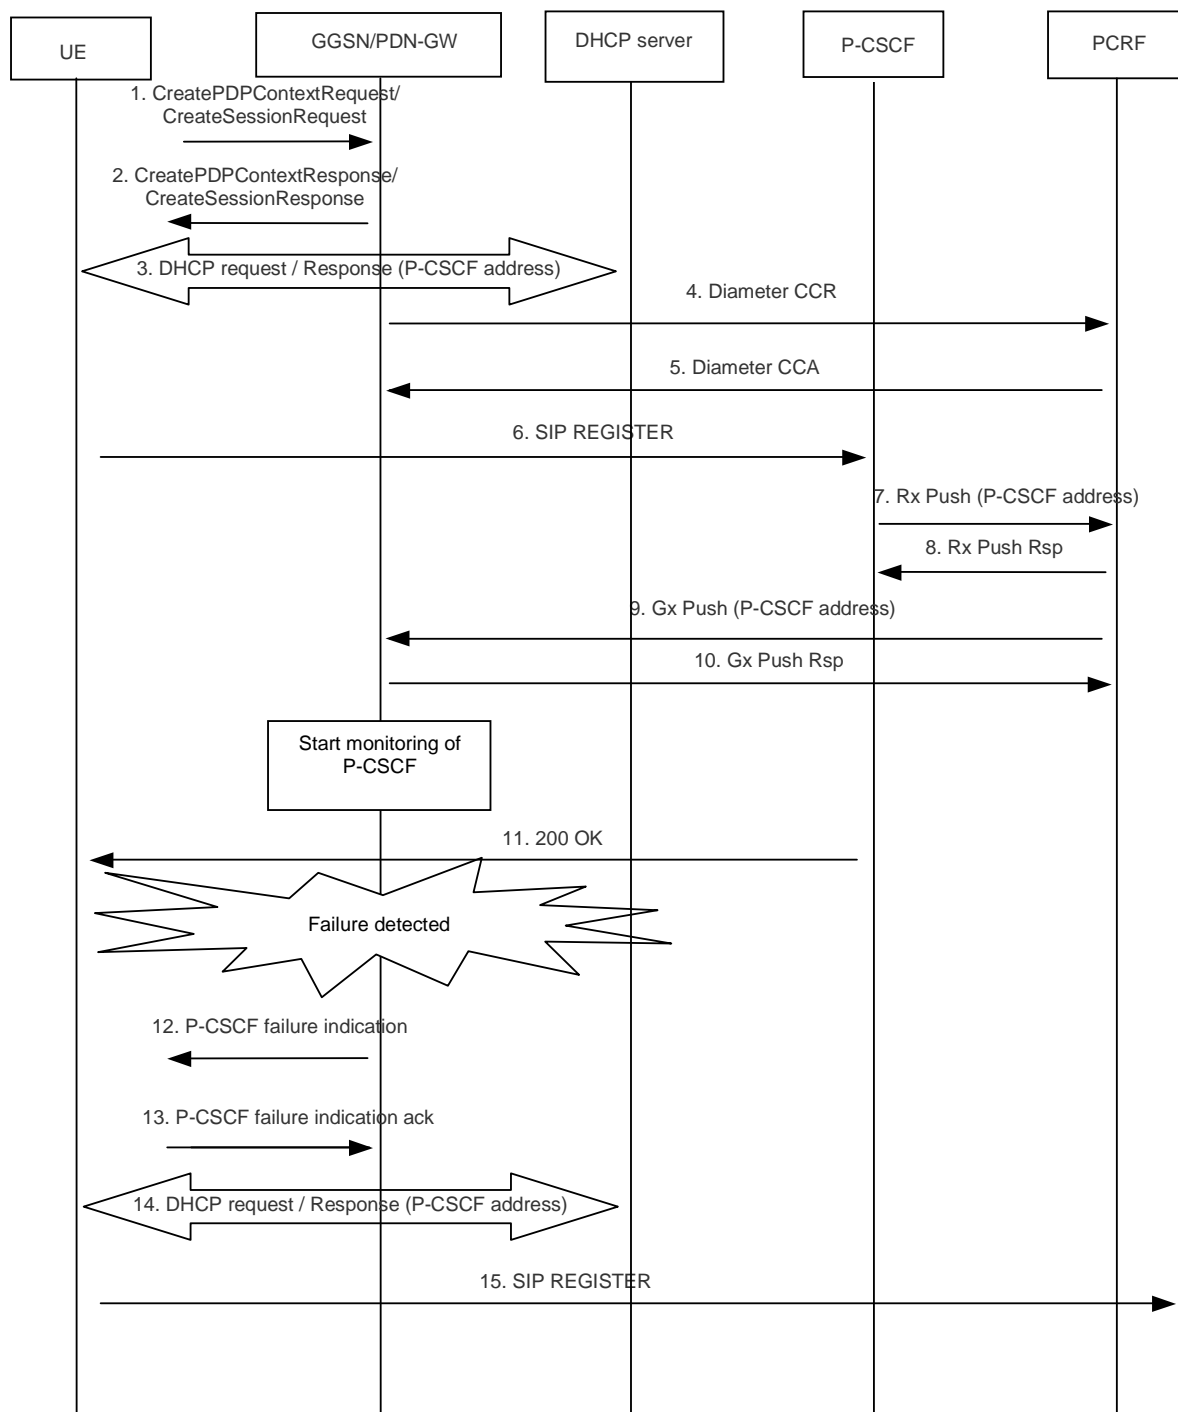 UE
GGSN/PDN-GW
DHCP server
P-CSCF
PCRF
1. CreatePDPContextRequest/
CreateSessionRequest
2. CreatePDPContextResponse/
CreateSessionResponse
3. DHCP request / Response (P-CSCF address)
4. Diameter CCR
5. Diameter CCA
6. SIP REGISTER
7. Rx Push (P-CSCF address)
8. Rx Push Rsp
9. Gx Push (P-CSCF address)
10. Gx Push Rsp
Start monitoring of
P-CSCF
11. 200 OK
Failure detected
12. P-CSCF failure indication
13. P-CSCF failure indication ack
14. DHCP request / Response (P-CSCF address)
15. SIP REGISTER